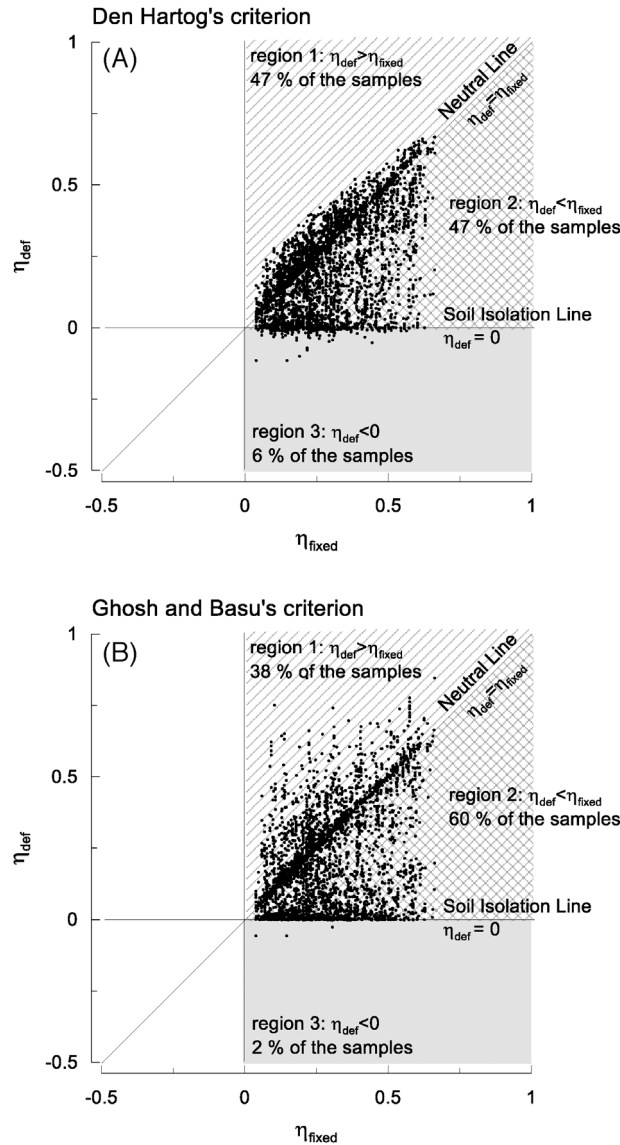 Den Hartog's criterion
(A)
1
region 1: ηdef>ηfixed
47 % of the samples
Neutral Line
ηdef=ηfixed
0.5
region 2: ηdef<ηfixed
47 % of the samples
ηdef
Soil Isolation Line
0
ηdef = 0
region 3: ηdef<0
6 % of the samples
-0.5
-0.5
0
0.5
1
ηfixed
Ghosh and Basu's criterion
(B)
1
region 1: ηdef>ηfixed
38 % of the samples
Neutral Line
ηdef=ηfixed
0.5
region 2: ηdef<ηfixed
60 % of the samples
ηdef
Soil Isolation Line
0
ηdef = 0
region 3: ηdef<0
2 % of the samples
-0.5
-0.5
0
0.5
1
ηfixed